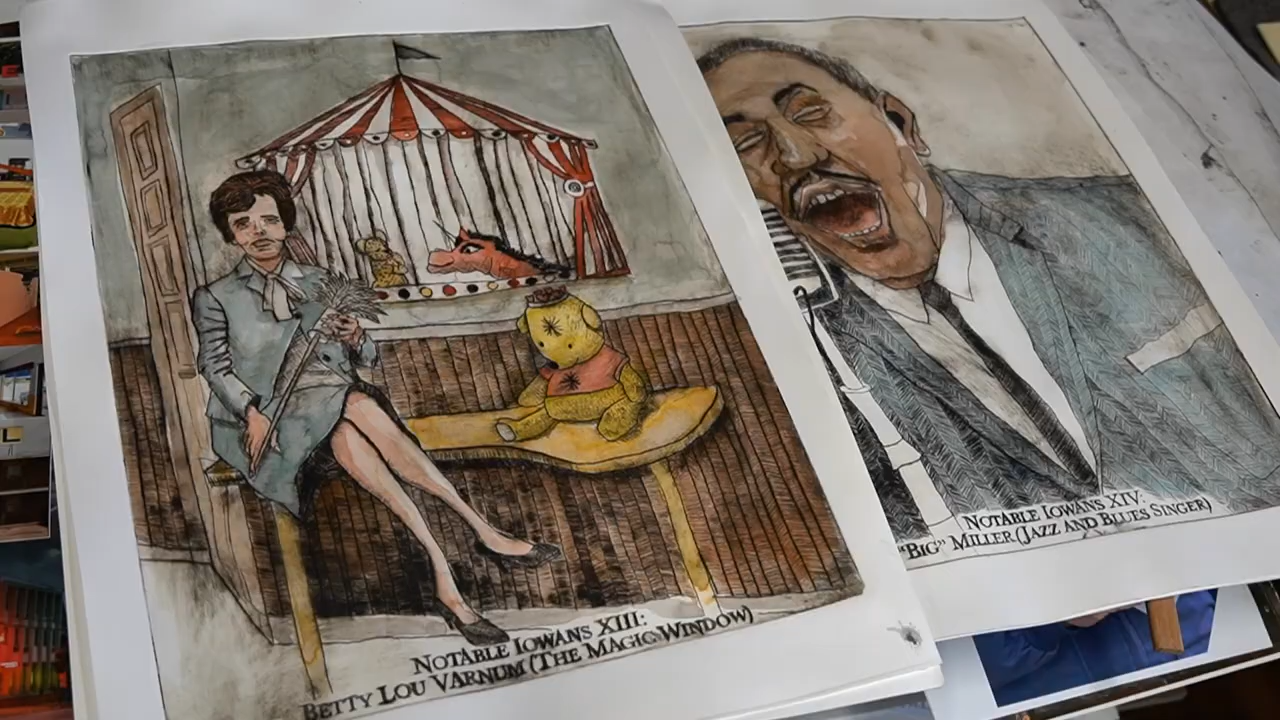 NOTABLE IOWANS XIII:
BETTY LOU VARNUM (THE MAGIC WINDOW)
NOTABLE IOWANS XIV:
"BIG" MILLER (JAZZ AND BLUES SINGER)